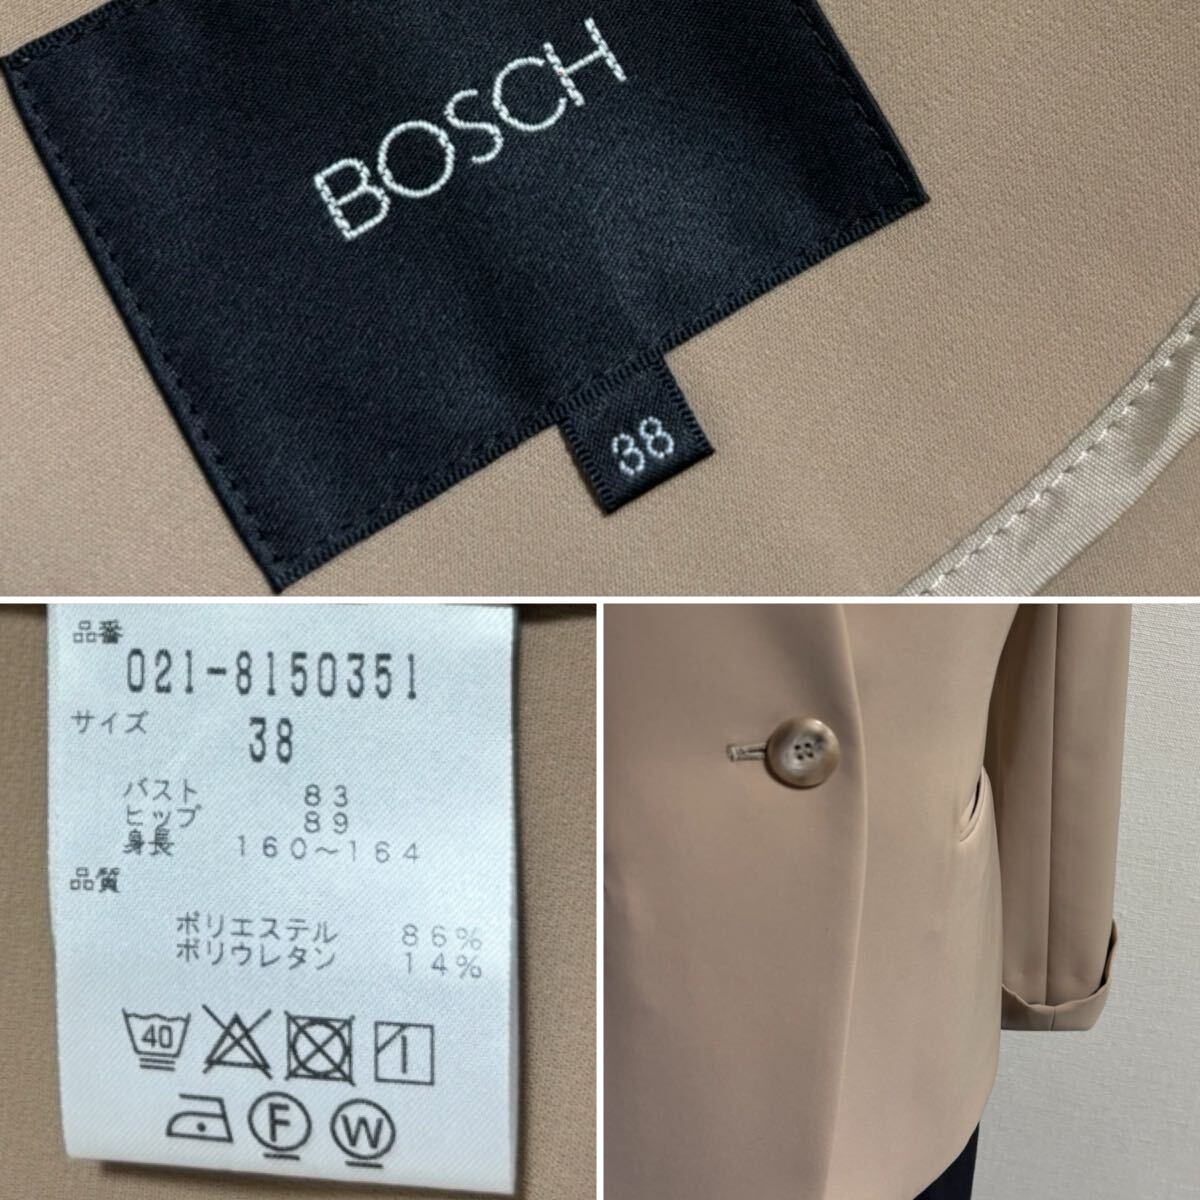 BOSCH
38
品番
021-8150351
サイズ
38
バスト 83
ヒップ 89
身長 160〜164
品質
ポリエステル 86%
ポリウレタン 14%
40
F W